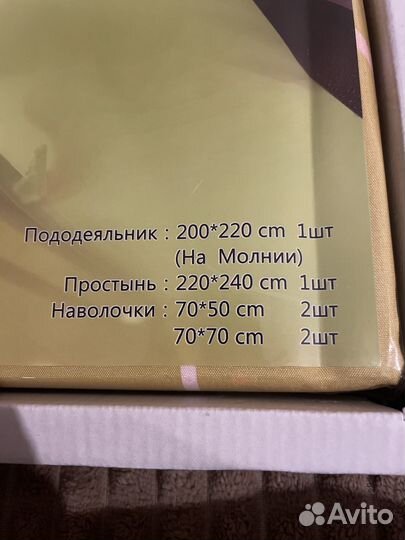 Пододеяльник : 200*220 cm 1шт
(На Молнии)
Простынь : 220*240 cm 1шт
Наволочки : 70*50 cm 2шт
70*70 cm 2шт
Avito